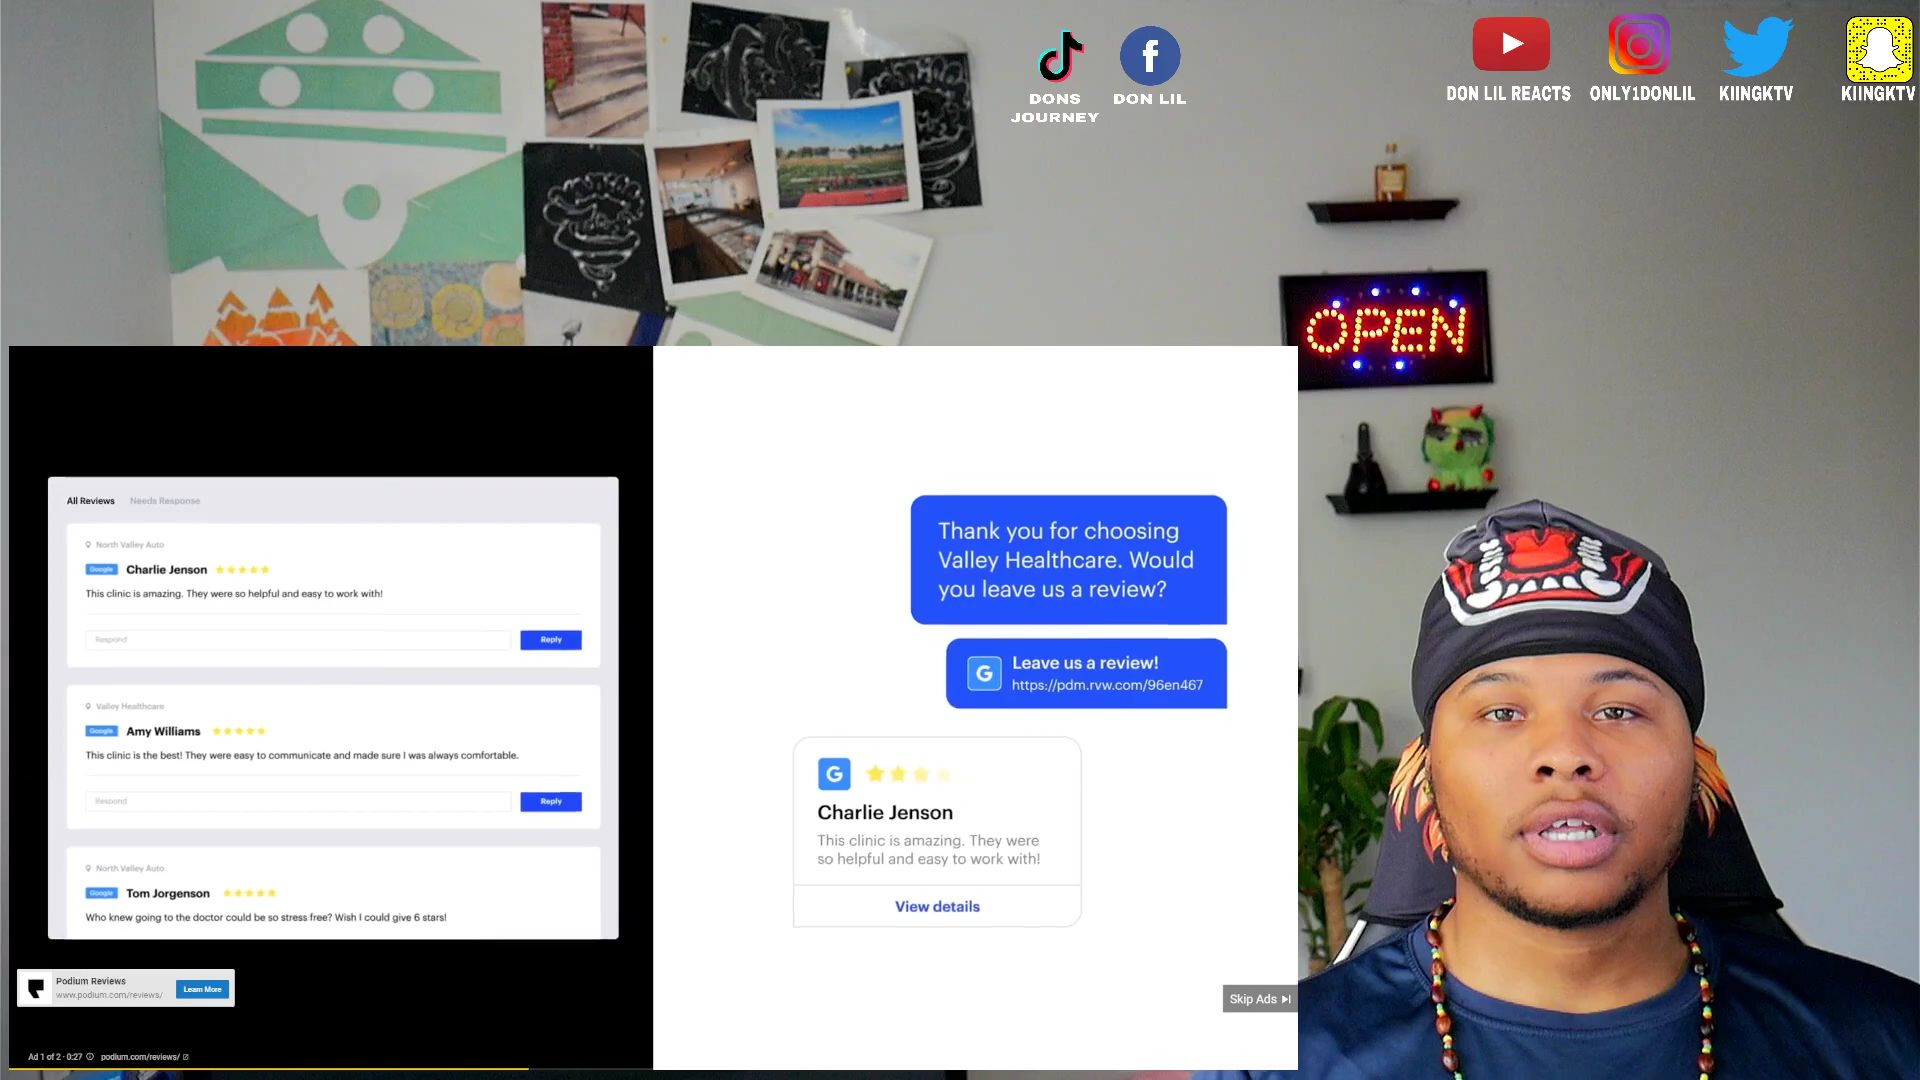 DONS
JOURNEY
DON LIL
DON LIL REACTS
ONLY1DONLIL
KIINGKTV
KIINGKTV
OPEN
All Reviews
Needs Response
North Valley Auto
Google
Charlie Jenson
This clinic is amazing. They were so helpful and easy to work with!
Respond
Reply
Valley Healthcare
Google
Amy Williams
This clinic is the best! They were easy to communicate and made sure I was always comfortable.
Respond
Reply
North Valley Auto
Google
Tom Jorgenson
Who knew going to the doctor could be so stress free? Wish I could give 6 stars!
Thank you for choosing
Valley Healthcare. Would
you leave us a review?
G
Leave us a review!
https://pdm.rvw.com/96en467
G
Charlie Jenson
This clinic is amazing. They were
so helpful and easy to work with!
View details
Podium Reviews
www.podium.com/reviews/
Learn More
Skip Ads
Ad 1 of 2 · 0:27
podium.com/reviews/